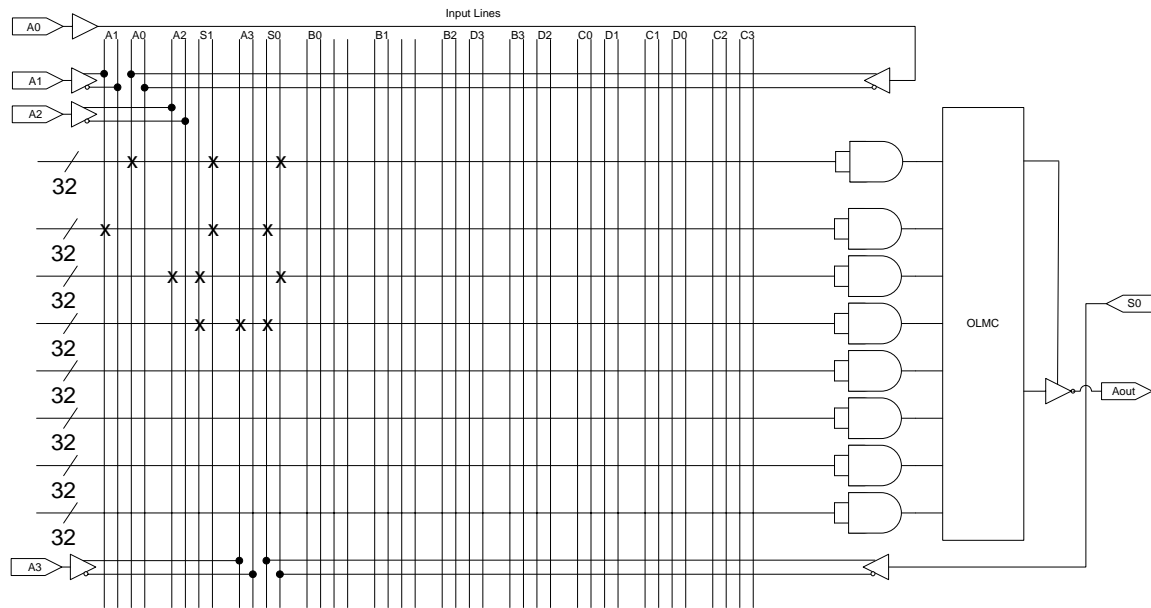 Input Lines
A0
A1 A0 A2 S1 A3 S0 B0 B1 B2 D3 B3 D2 C0 D1 C1 D0 C2 C3
A1
A2
X X X
32
X X X
32
X X X
32
S0
X X X
32
OLMC
32
Aout
32
32
32
A3